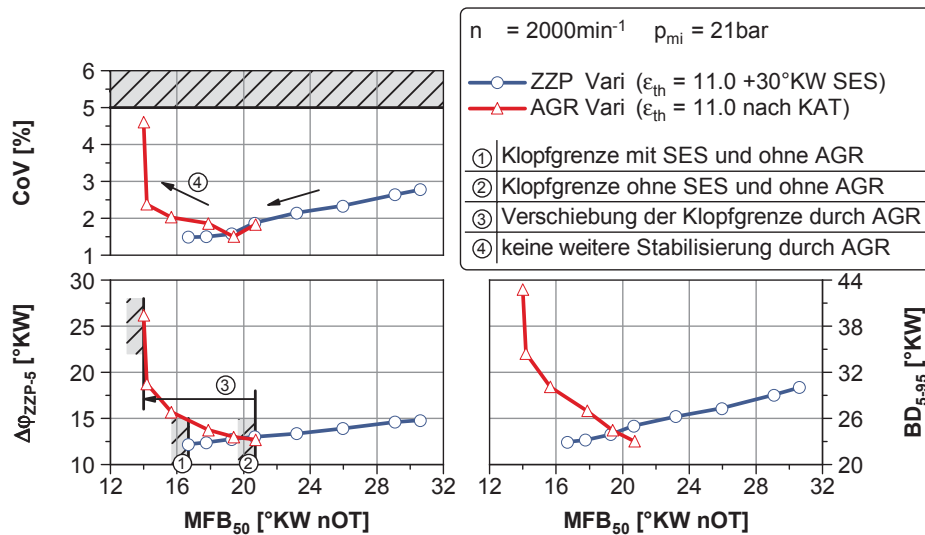 n = 2000min⁻¹ p_mi = 21bar
ZZP Vari (ε_th = 11.0 +30°KW SES)
AGR Vari (ε_th = 11.0 nach KAT)
① Klopfgrenze mit SES und ohne AGR
② Klopfgrenze ohne SES und ohne AGR
③ Verschiebung der Klopfgrenze durch AGR
④ keine weitere Stabilisierung durch AGR
CoV [%]
6
5
4
3
2
1
④
Δφ_ZZP-5 [°KW]
30
25
20
15
10
③
①
②
12 16 20 24 28 32
MFB₅₀ [°KW nOT]
BD₅₋₉₅ [°KW]
44
38
32
26
20
12 16 20 24 28 32
MFB₅₀ [°KW nOT]